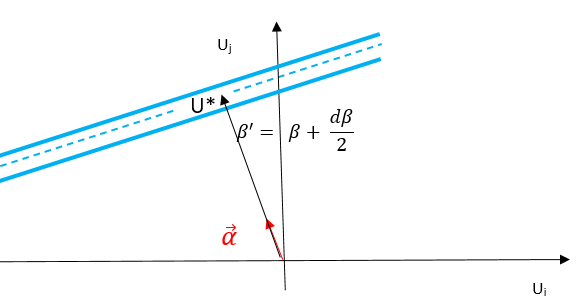 Uⱼ
U*
β′ = β + dβ/2
α⃗
Uᵢ